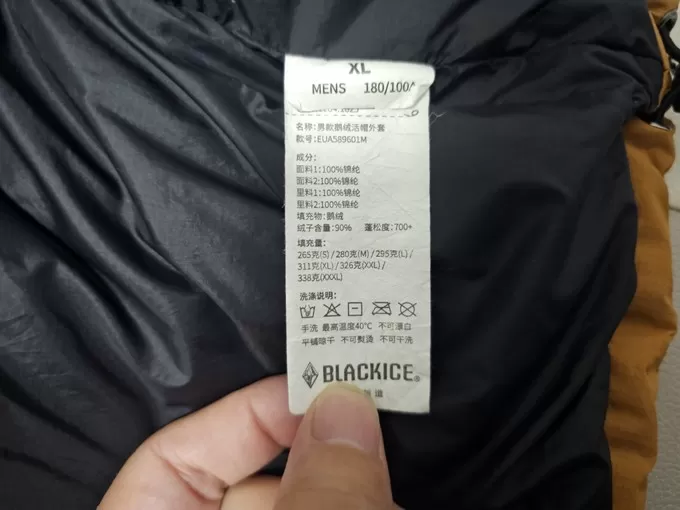 XL
MENS 180/100A
名称:男款鹅绒活帽外套
款号:EUA589601M
成分:
面料1:100%锦纶
面料2:100%锦纶
里料1:100%锦纶
里料2:100%锦纶
填充物:鹅绒
绒子含量:90% 蓬松度:700+
填充量:
265克(S)/280克(M)/295克(L)/
311克(XL)/326克(XXL)/
338克(XXXL)
洗涤说明:
手洗 最高温度40℃ 不可漂白
平铺晾干 不可熨烫 不可干洗
BLACKICE®